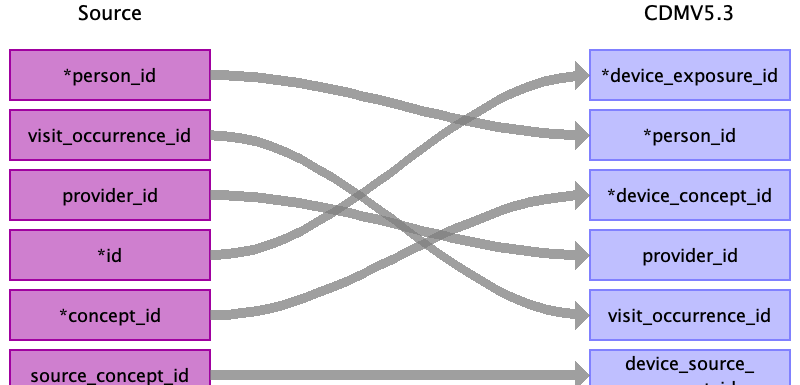 Source
CDMV5.3
*person_id
*device_exposure_id
visit_occurrence_id
*person_id
provider_id
*device_concept_id
*id
provider_id
*concept_id
visit_occurrence_id
source_concept_id
device_source_